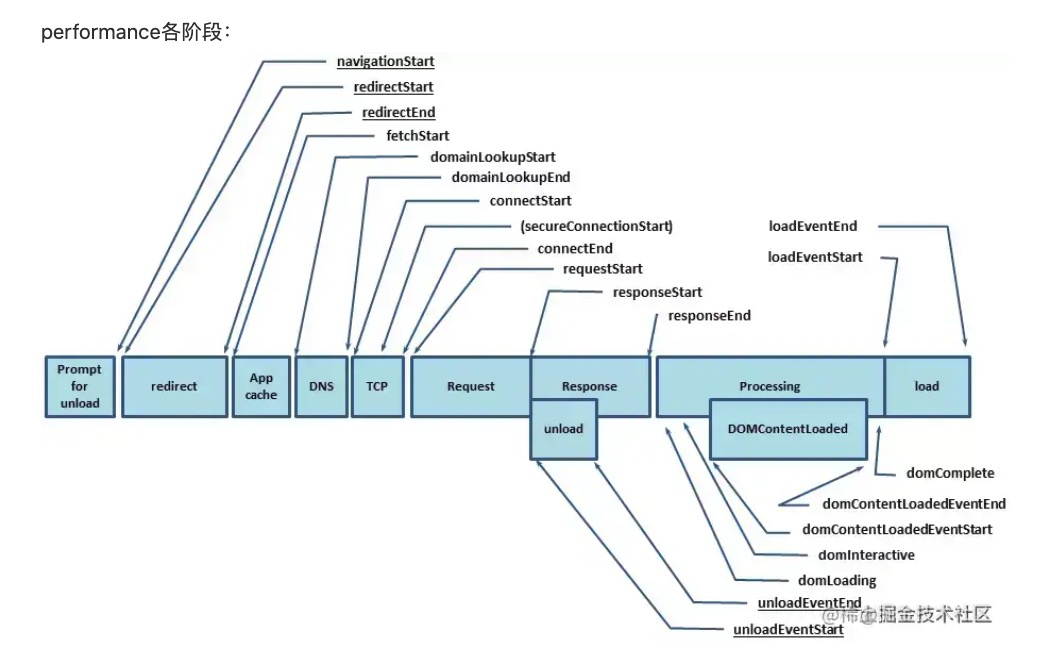 performance各阶段：
navigationStart
redirectStart
redirectEnd
fetchStart
domainLookupStart
domainLookupEnd
connectStart
(secureConnectionStart)
loadEventEnd
connectEnd
loadEventStart
requestStart
responseStart
responseEnd
Prompt
for
unload
redirect
App
cache
DNS
TCP
Request
Response
Processing
load
unload
DOMContentLoaded
domComplete
domContentLoadedEventEnd
domContentLoadedEventStart
domInteractive
domLoading
unloadEventEnd
@稀土掘金技术社区
unloadEventStart